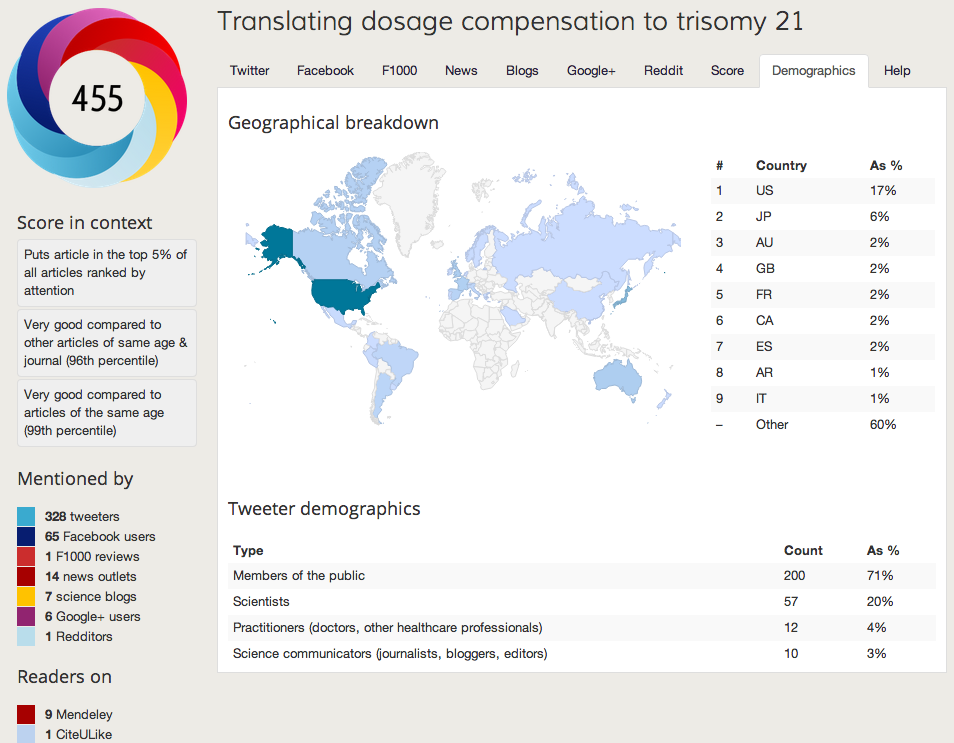 Translating dosage compensation to trisomy 21
455
Twitter Facebook F1000 News Blogs Google+ Reddit Score Demographics Help
Score in context
Puts article in the top 5% of
all articles ranked by
attention
Very good compared to
other articles of same age &
journal (96th percentile)
Very good compared to
articles of the same age
(99th percentile)
Mentioned by
328 tweeters
65 Facebook users
1 F1000 reviews
14 news outlets
7 science blogs
6 Google+ users
1 Redditors
Readers on
9 Mendeley
1 CiteULike
Geographical breakdown
# Country As %
1 US 17%
2 JP 6%
3 AU 2%
4 GB 2%
5 FR 2%
6 CA 2%
7 ES 2%
8 AR 1%
9 IT 1%
– Other 60%
Tweeter demographics
Type Count As %
Members of the public 200 71%
Scientists 57 20%
Practitioners (doctors, other healthcare professionals) 12 4%
Science communicators (journalists, bloggers, editors) 10 3%